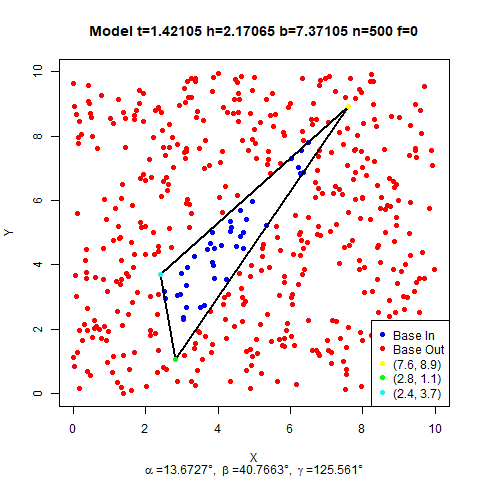 Model t=1.42105 h=2.17065 b=7.37105 n=500 f=0
10
8
6
4
2
0
Y
Base In
Base Out
(7.6, 8.9)
(2.8, 1.1)
(2.4, 3.7)
0 2 4 6 8 10
X
α=13.6727°, β=40.7663°, γ=125.561°